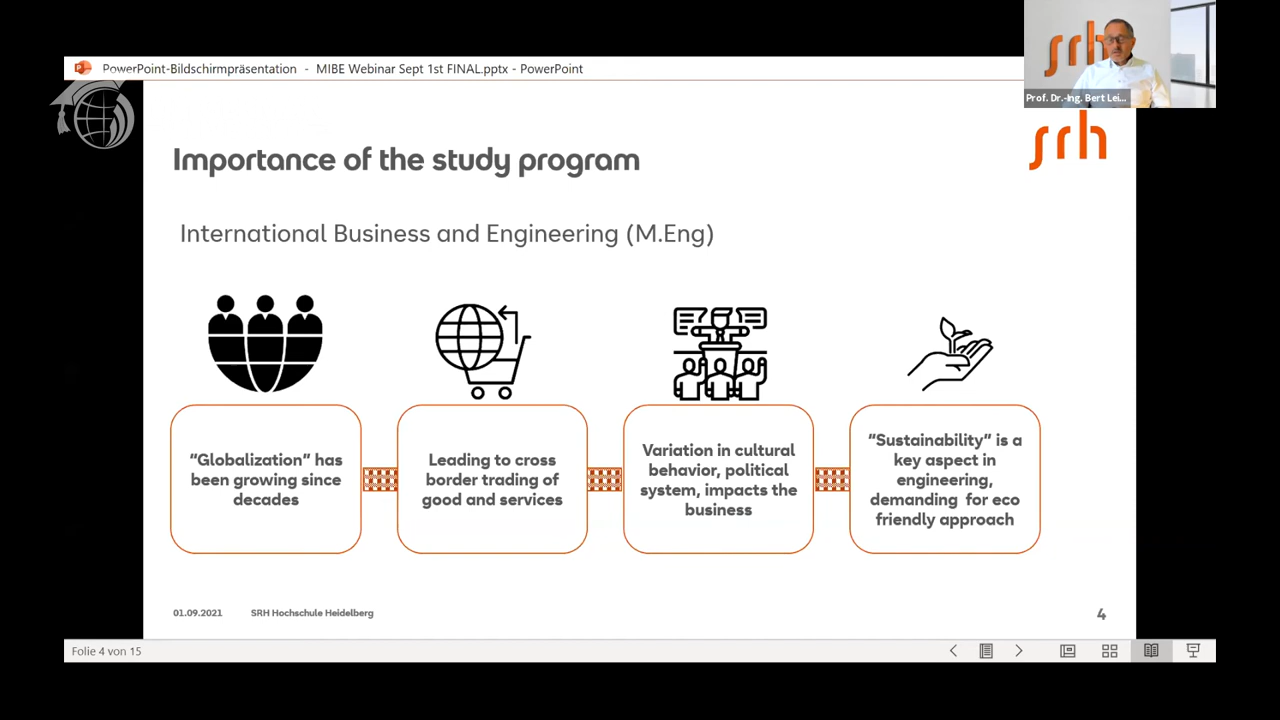 PowerPoint-Bildschirmpräsentation - MIBE Webinar Sept 1st FINAL.pptx - PowerPoint
srh
Prof. Dr.-Ing. Bert Lei...
srh
Importance of the study program
International Business and Engineering (M.Eng)
“Globalization” has
been growing since
decades
Leading to cross
border trading of
good and services
Variation in cultural
behavior, political
system, impacts the
business
“Sustainability” is a
key aspect in
engineering,
demanding for eco
friendly approach
01.09.2021 SRH Hochschule Heidelberg
4
Folie 4 von 15